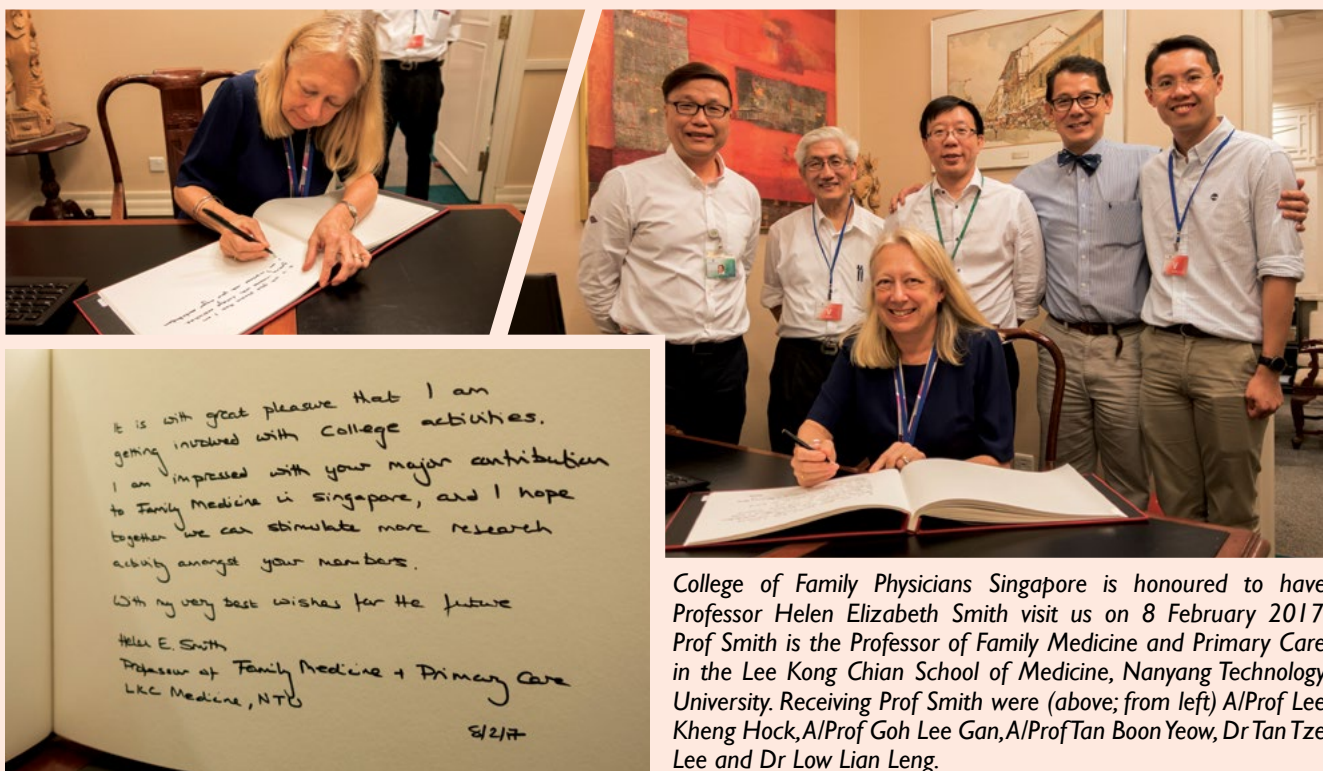 It is with great pleasure that I am
getting involved with College activities.
I am impressed with your major contribution
to Family Medicine in Singapore, and I hope
together we can stimulate more research
activity amongst your members.
With my very best wishes for the future
Helen E. Smith
Professor of Family Medicine + Primary Care
LKC Medicine, NTU
8/2/17
College of Family Physicians Singapore is honoured to have
Professor Helen Elizabeth Smith visit us on 8 February 2017
Prof Smith is the Professor of Family Medicine and Primary Care
in the Lee Kong Chian School of Medicine, Nanyang Technology
University. Receiving Prof Smith were (above; from left) A/Prof Lee
Kheng Hock, A/Prof Goh Lee Gan, A/Prof Tan Boon Yeow, Dr Tan Tze
Lee and Dr Low Lian Leng.